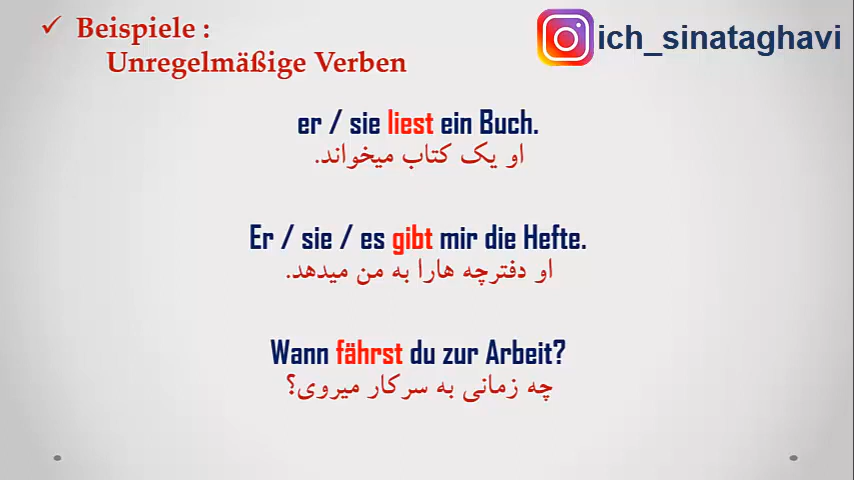 ✓ Beispiele :
Unregelmäßige Verben
ich_sinataghavi
er / sie liest ein Buch.
او یک کتاب میخواند.
Er / sie / es gibt mir die Hefte.
او دفترچه هارا به من میدهد.
Wann fährst du zur Arbeit?
چه زمانی به سرکار میروی؟